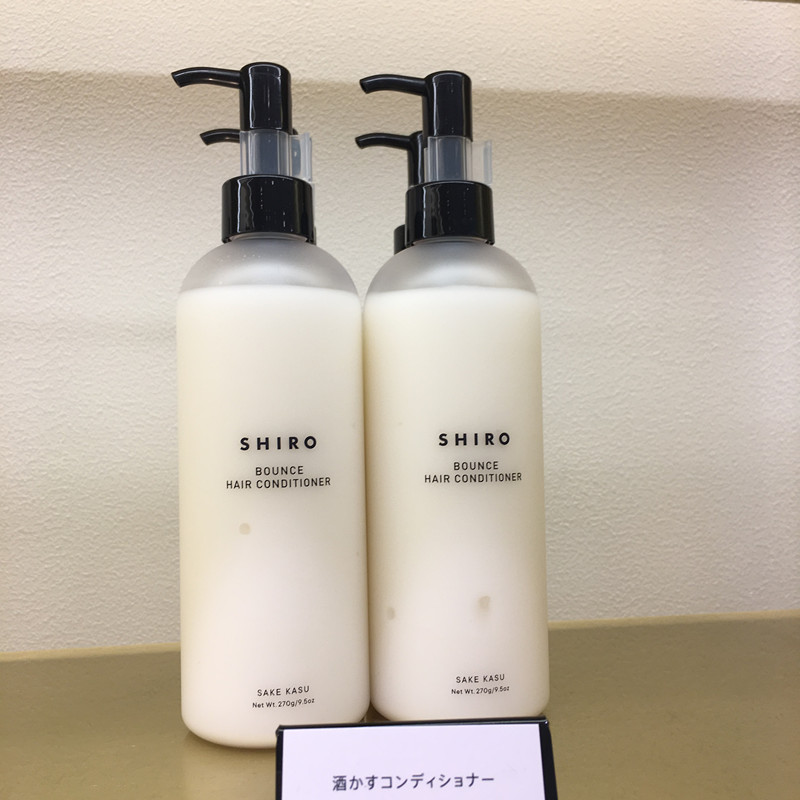 SHIRO
BOUNCE
HAIR CONDITIONER
SAKE KASU
Net Wt. 270g/9.5oz
SHIRO
BOUNCE
HAIR CONDITIONER
SAKE KASU
Net Wt. 270g/9.5oz
酒かすコンディショナー